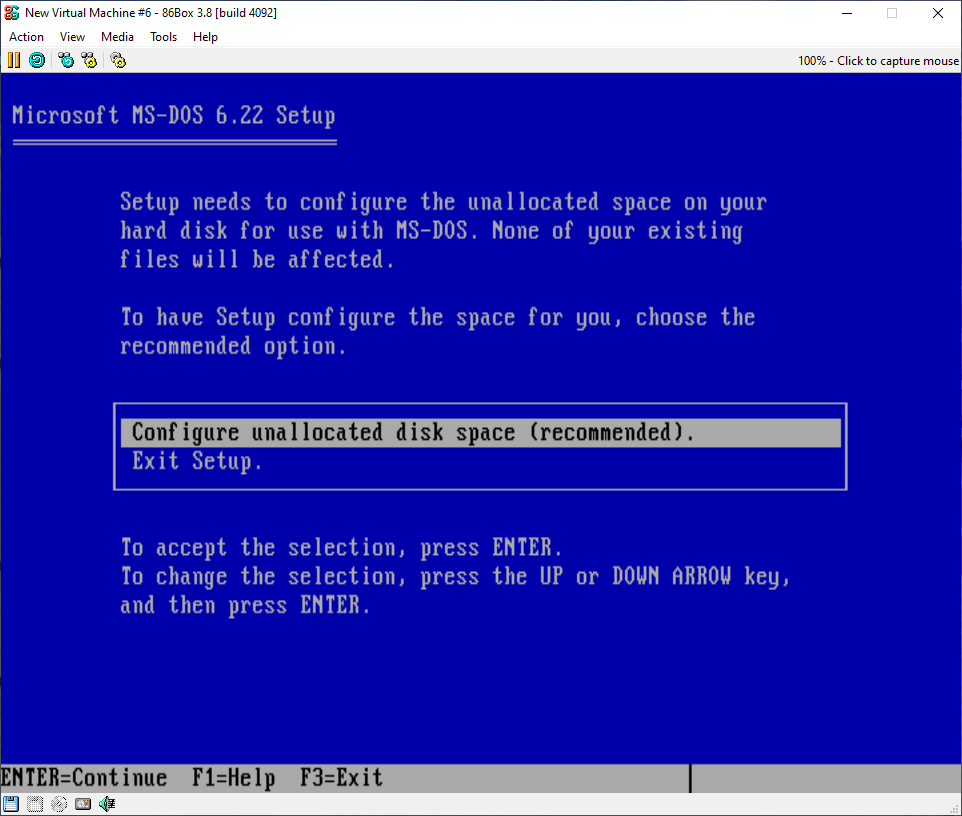 New Virtual Machine #6 - 86Box 3.8 [build 4092]
Action View Media Tools Help
100% - Click to capture mouse
Microsoft MS-DOS 6.22 Setup
Setup needs to configure the unallocated space on your
hard disk for use with MS-DOS. None of your existing
files will be affected.
To have Setup configure the space for you, choose the
recommended option.
Configure unallocated disk space (recommended).
Exit Setup.
To accept the selection, press ENTER.
To change the selection, press the UP or DOWN ARROW key,
and then press ENTER.
ENTER=Continue F1=Help F3=Exit